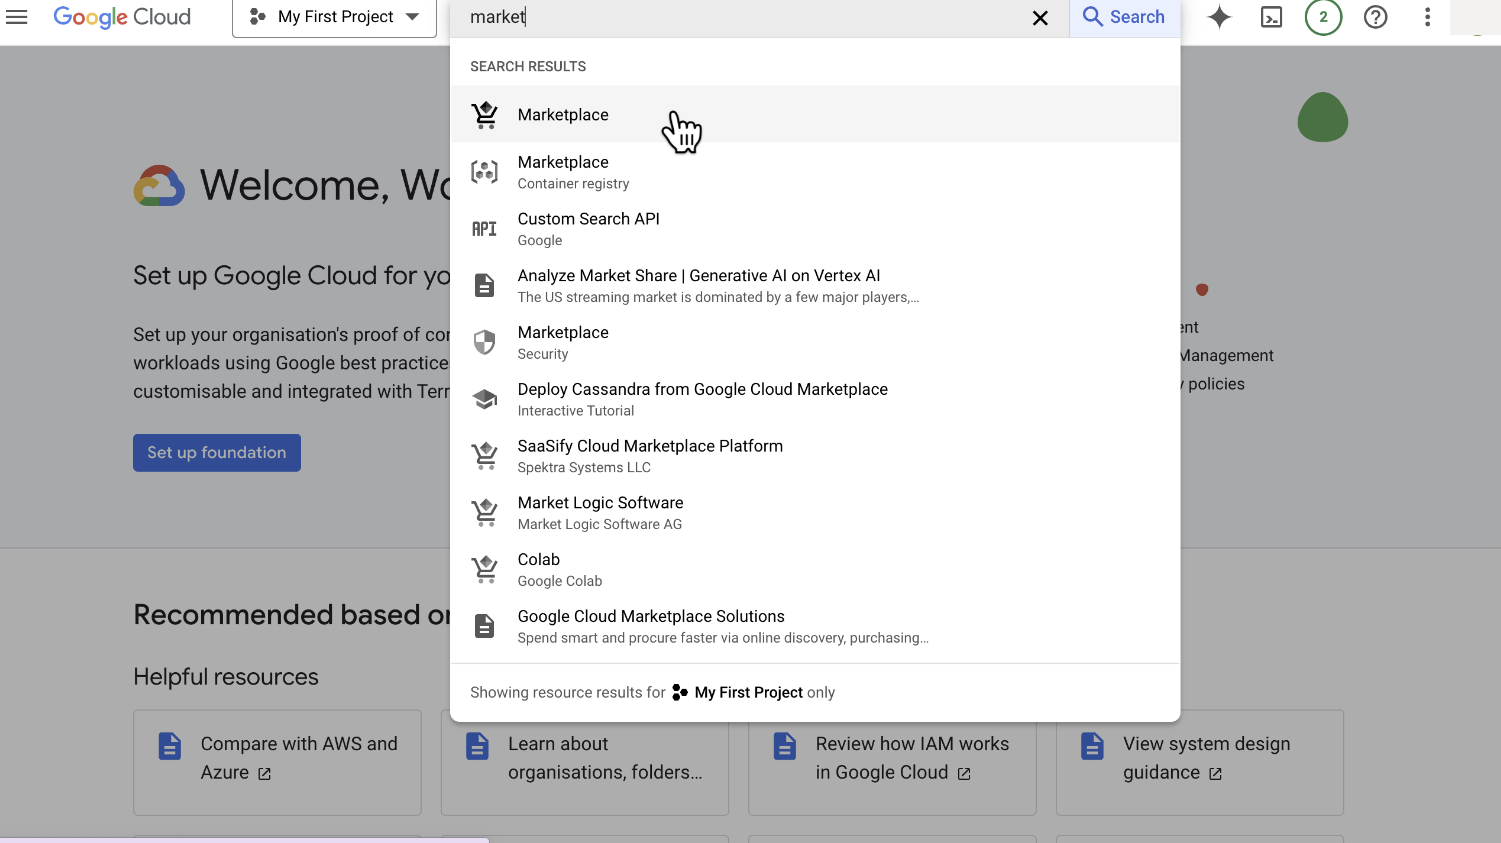 Google Cloud
My First Project
market
Search
2
SEARCH RESULTS
Marketplace
Marketplace
Container registry
API
Custom Search API
Google
Analyze Market Share | Generative AI on Vertex AI
The US streaming market is dominated by a few major players,...
Marketplace
Security
Deploy Cassandra from Google Cloud Marketplace
Interactive Tutorial
SaaSify Cloud Marketplace Platform
Spektra Systems LLC
Market Logic Software
Market Logic Software AG
Colab
Google Colab
Google Cloud Marketplace Solutions
Spend smart and procure faster via online discovery, purchasing...
Showing resource results for My First Project only
Welcome, Wo
Set up Google Cloud for yo
Set up your organisation's proof of con
workloads using Google best practice
customisable and integrated with Terr
Set up foundation
ent
Management
y policies
Recommended based on
Helpful resources
Compare with AWS and
Azure
Learn about
organisations, folders...
Review how IAM works
in Google Cloud
View system design
guidance